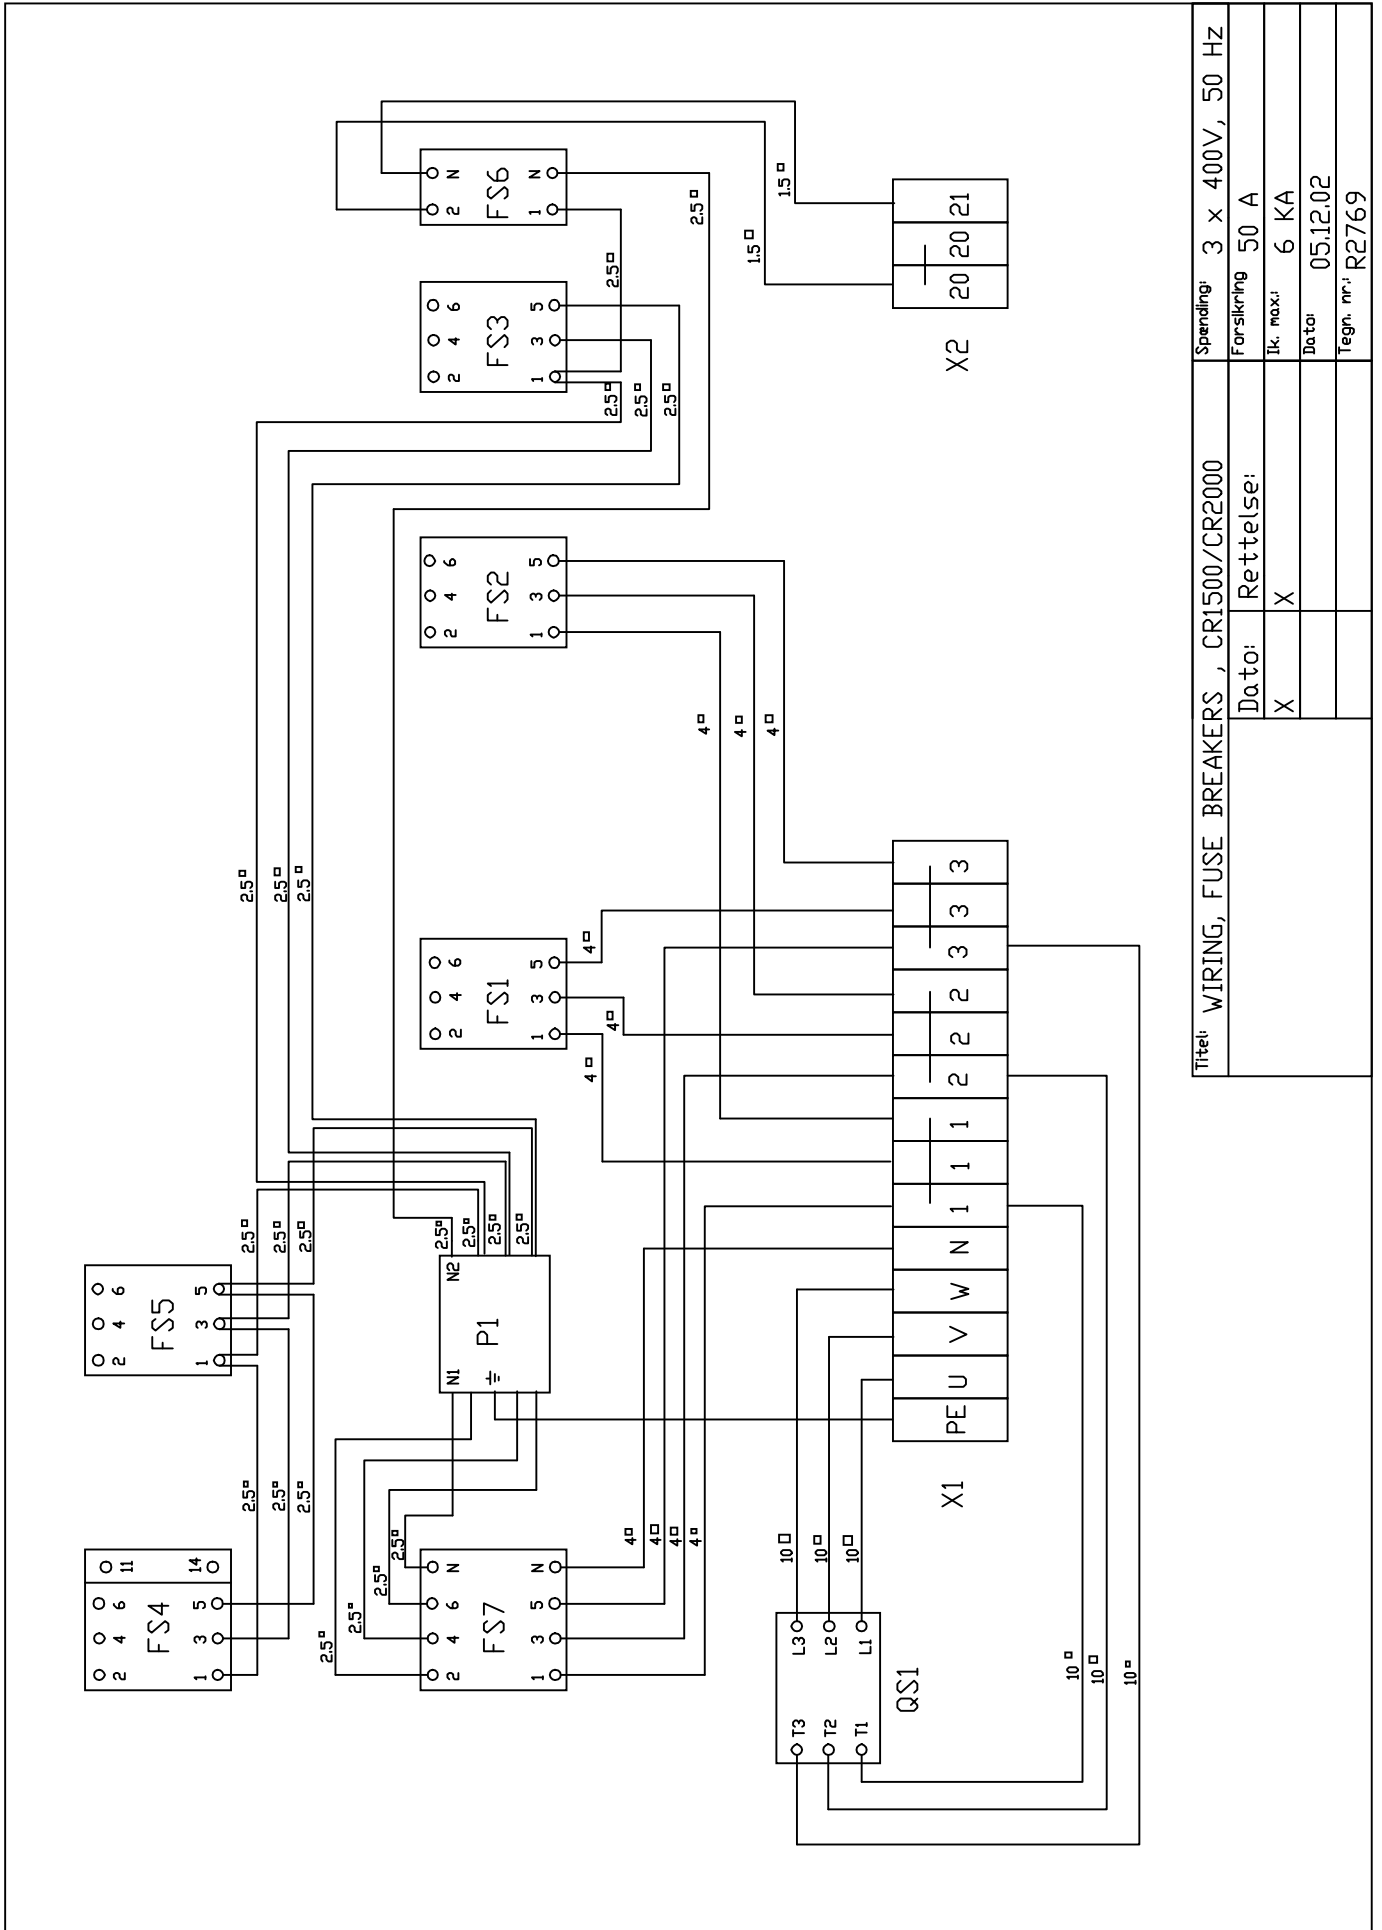 2 4 6 11
FS4
1 3 5 14
2 4 6
FS5
1 3 5
2.5□
2.5□
2.5□
2.5□
2.5□
2.5□
2.5□
2.5□
2.5□
2.5□
2.5□
2.5□
2.5□
2 4 6 N
FS7
1 3 5 N
N1 N2
P1
2.5□
2.5□
2.5□
2.5□
2 4 6
FS1
1 3 5
2 4 6
FS2
1 3 5
2 4 6
FS3
1 3 5
2 N
FS6
1 N
4□
4□
4□
2.5□
2.5□
2.5□
2.5□
2.5□
4□
4□
4□
4□
4□
4□
4□
1.5□
1.5□
T3 L3
T2 L2
T1 L1
QS1
10□
10□
10□
X1
PE U V W N 1 1 1 2 2 2 3 3 3
X2
20 20 21
10□
10□
10□
Titel: WIRING, FUSE BREAKERS , CR1500/CR2000
Dato: Rettelse:
X X
Spænding: 3 x 400V, 50 Hz
Forsikring 50 A
Ik. max.: 6 KA
Dato: 05.12.02
Tegn. nr.: R2769